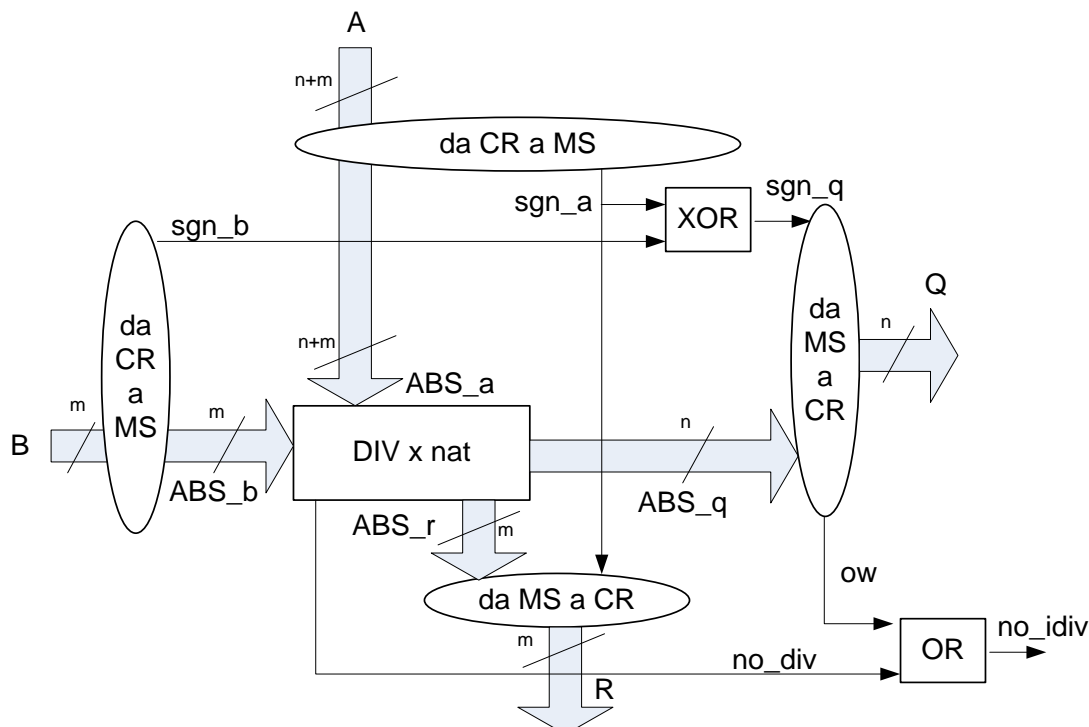 A
n+m
da CR a MS
sgn_a
XOR
sgn_q
sgn_b
da
CR
a
MS
da
MS
a
CR
Q
n
n+m
ABS_a
B
m
m
ABS_b
DIV x nat
n
ABS_q
ABS_r
m
da MS a CR
ow
m
R
no_div
OR
no_idiv